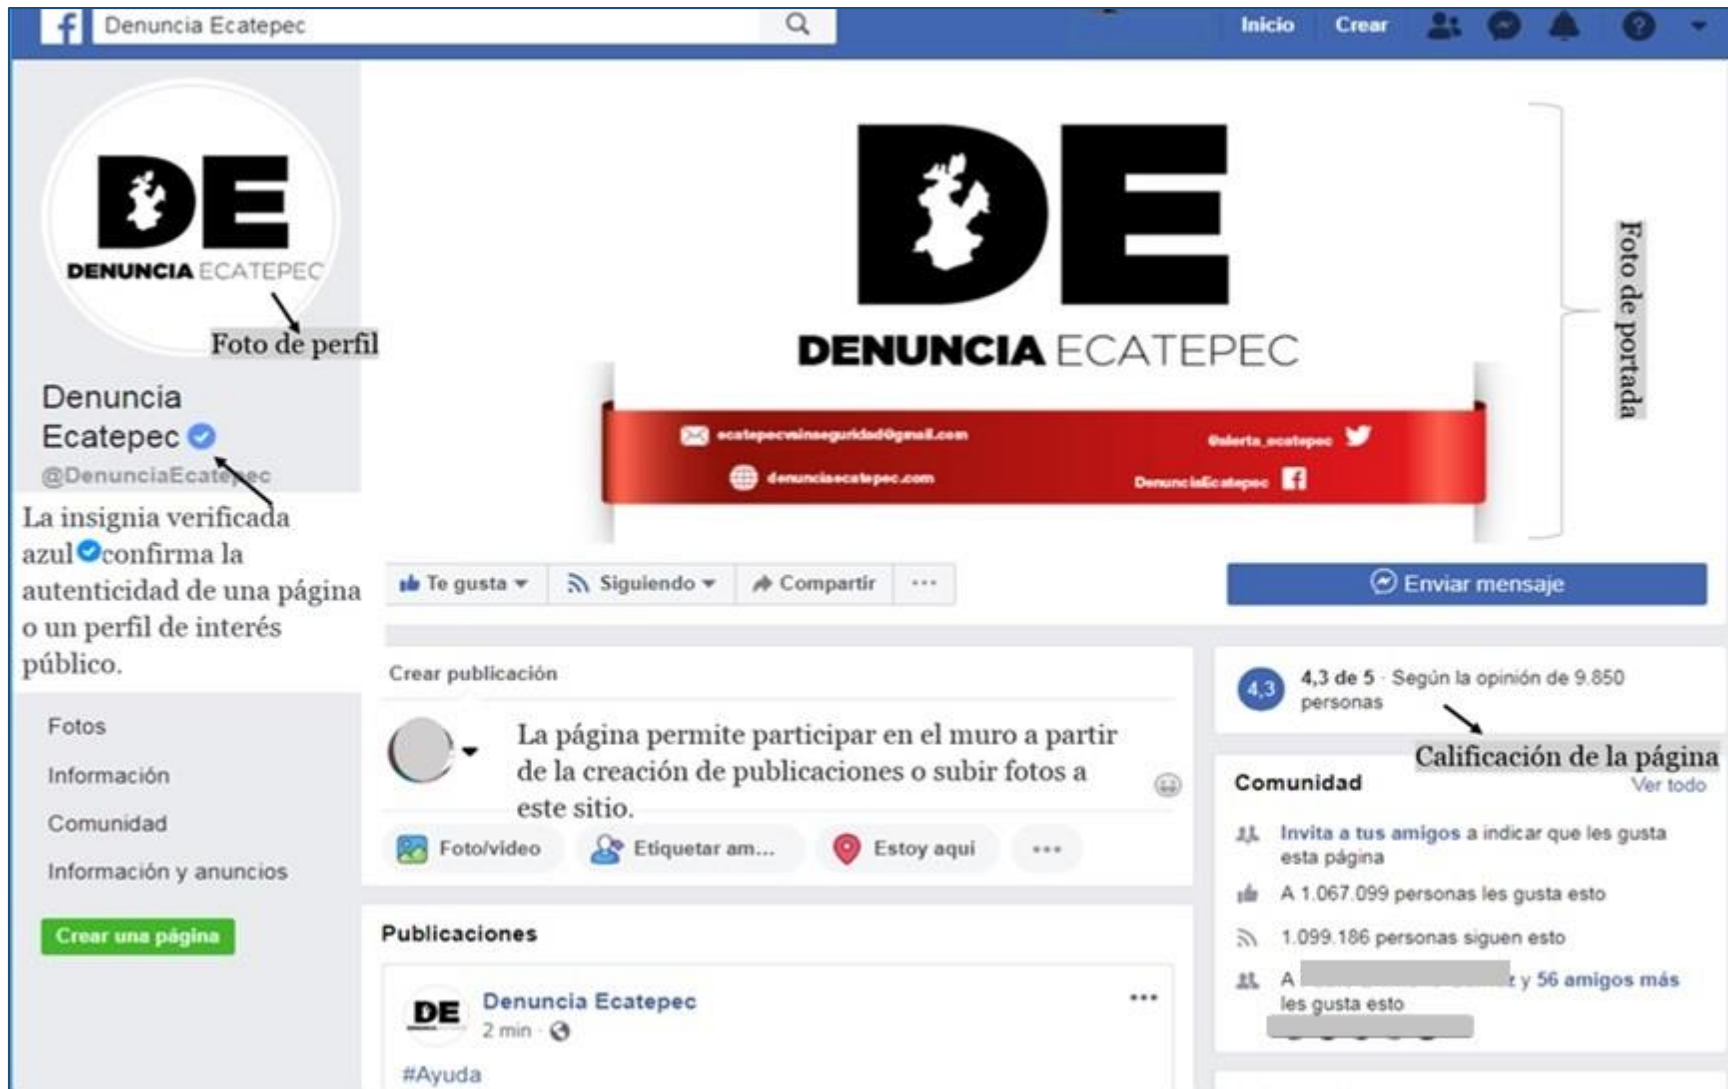 Denuncia Ecatepec
Inicio
Crear
DE
DENUNCIA ECATEPEC
Foto de perfil
Denuncia
Ecatepec
@DenunciaEcatepec
La insignia verificada
azul confirma la
autenticidad de una página
o un perfil de interés
público.
Fotos
Información
Comunidad
Información y anuncios
Crear una página
DE
DENUNCIA ECATEPEC
ecatepecvsinseguridad@gmail.com
@alerta_ecatepec
denunciaecatepec.com
DenunciaEcatepec
Foto de portada
Te gusta
Siguiendo
Compartir
...
Enviar mensaje
Crear publicación
La página permite participar en el muro a partir
de la creación de publicaciones o subir fotos a
este sitio.
Foto/video
Etiquetar am...
Estoy aqui
...
Publicaciones
DE
Denuncia Ecatepec
...
2 min ·
#Ayuda
4,3
4,3 de 5 · Según la opinión de 9.850
personas
Calificación de la página
Comunidad
Ver todo
Invita a tus amigos a indicar que les gusta
esta página
A 1.067.099 personas les gusta esto
1.099.186 personas siguen esto
A z y 56 amigos más
les gusta esto